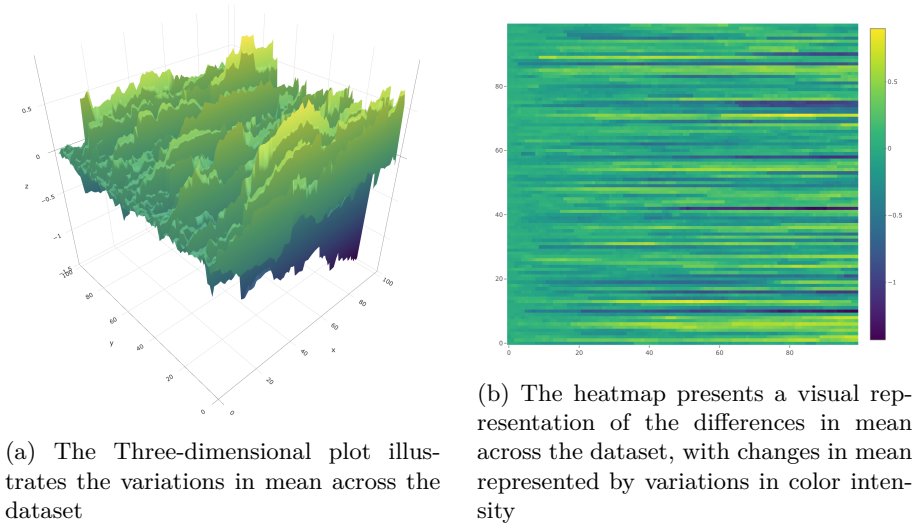 0.5
0
−0.5
−1
−1.5
z
100
80
60
40
20
0
y
0
20
40
60
80
100
x
(a) The Three-dimensional plot illus-
trates the variations in mean across the
dataset
80
60
40
20
0
0
20
40
60
80
0.5
0
−0.5
−1
(b) The heatmap presents a visual rep-
resentation of the differences in mean
across the dataset, with changes in mean
represented by variations in color inten-
sity